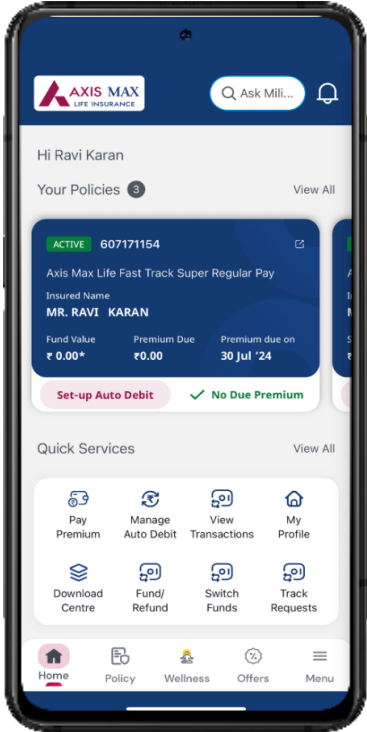 AXIS MAX
LIFE INSURANCE
Ask Mili...
Hi Ravi Karan
Your Policies 3 View All
ACTIVE 607171154
Axis Max Life Fast Track Super Regular Pay
Insured Name
MR. RAVI KARAN
Fund Value Premium Due Premium due on
₹ 0.00* ₹0.00 30 Jul '24
Set-up Auto Debit No Due Premium
Quick Services View All
Pay Manage View My
Premium Auto Debit Transactions Profile
Download Fund/ Switch Track
Centre Refund Funds Requests
Home Policy Wellness Offers Menu